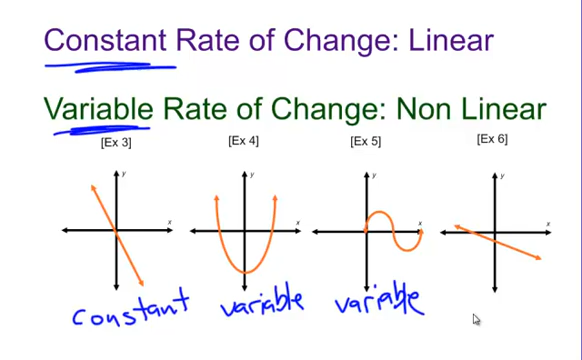 Constant Rate of Change: Linear
Variable Rate of Change: Non Linear
[Ex 3] [Ex 4] [Ex 5] [Ex 6]
y y y y
x x x x
constant variable variable